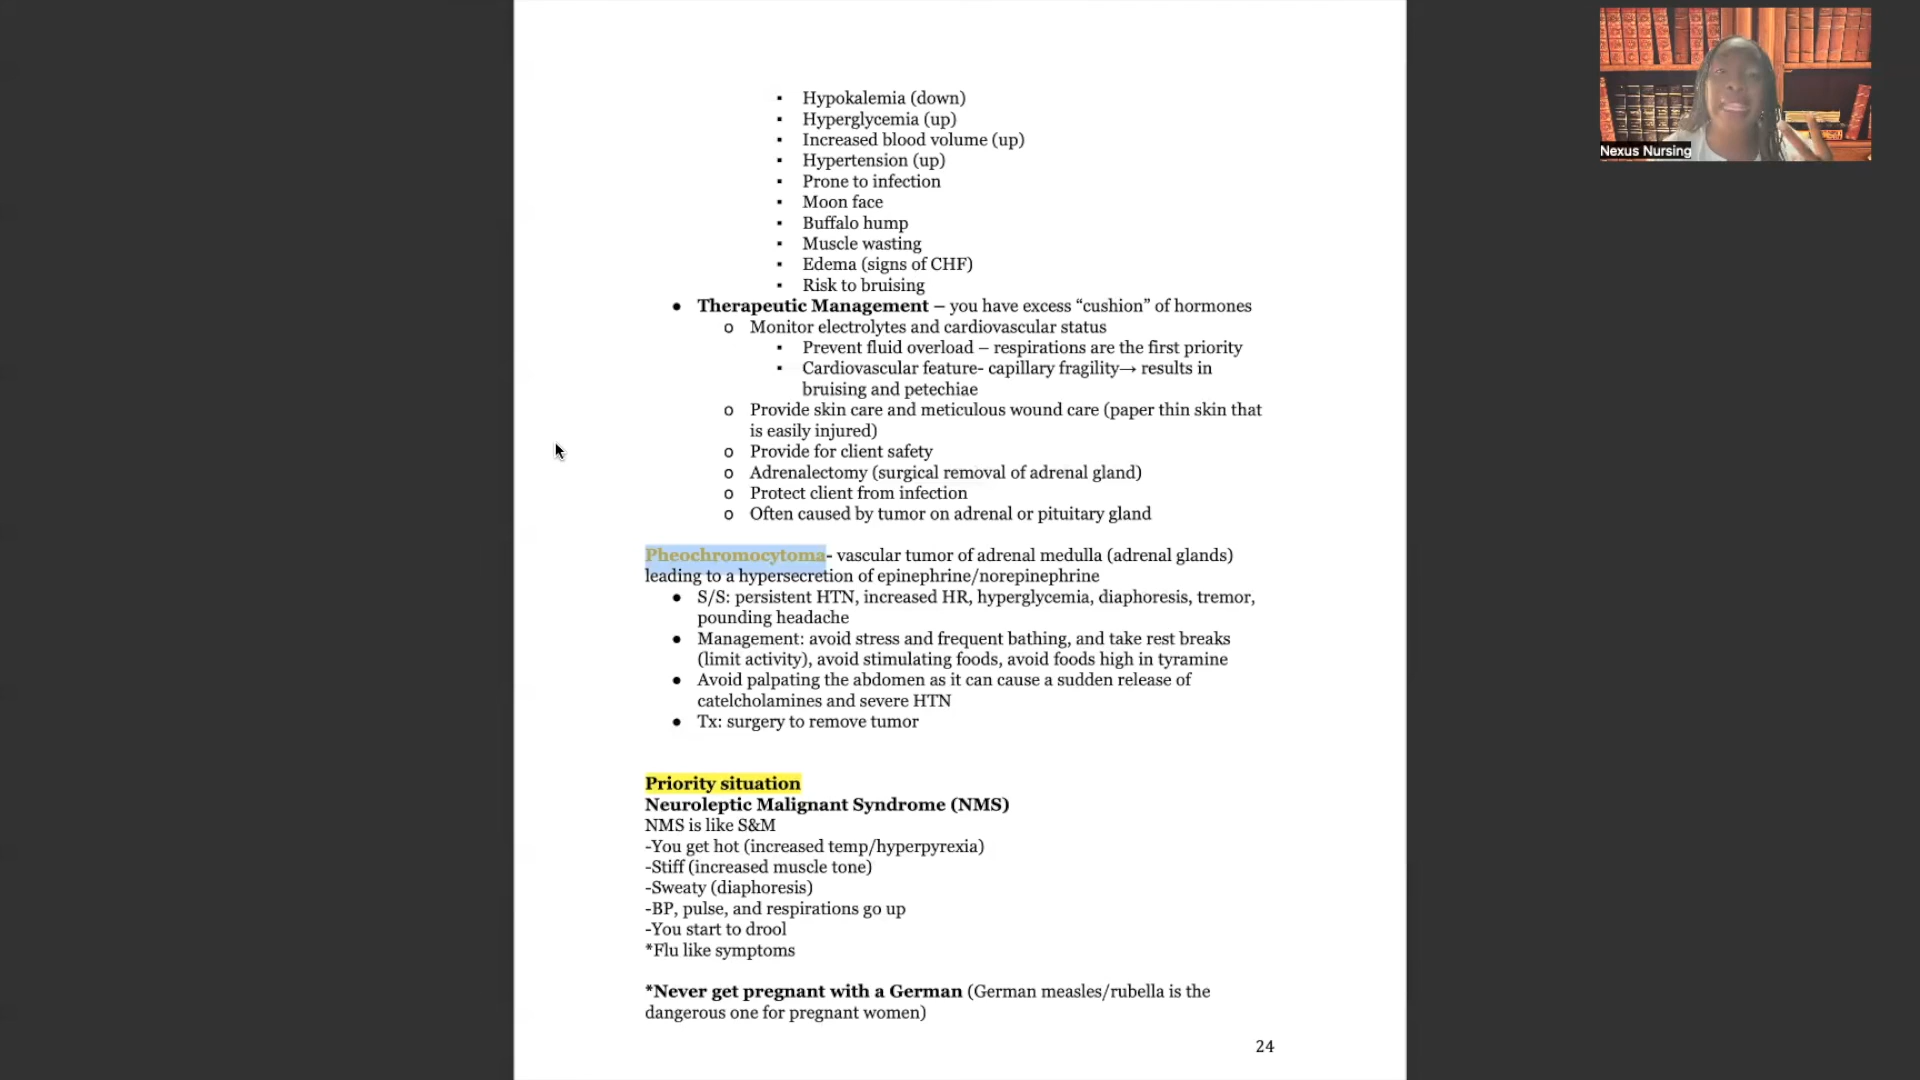 ▪ Hypokalemia (down)
▪ Hyperglycemia (up)
▪ Increased blood volume (up)
▪ Hypertension (up)
▪ Prone to infection
▪ Moon face
▪ Buffalo hump
▪ Muscle wasting
▪ Edema (signs of CHF)
▪ Risk to bruising
● Therapeutic Management – you have excess “cushion” of hormones
o Monitor electrolytes and cardiovascular status
▪ Prevent fluid overload – respirations are the first priority
▪ Cardiovascular feature- capillary fragility→ results in
bruising and petechiae
o Provide skin care and meticulous wound care (paper thin skin that
is easily injured)
o Provide for client safety
o Adrenalectomy (surgical removal of adrenal gland)
o Protect client from infection
o Often caused by tumor on adrenal or pituitary gland
Pheochromocytoma- vascular tumor of adrenal medulla (adrenal glands)
leading to a hypersecretion of epinephrine/norepinephrine
● S/S: persistent HTN, increased HR, hyperglycemia, diaphoresis, tremor,
pounding headache
● Management: avoid stress and frequent bathing, and take rest breaks
(limit activity), avoid stimulating foods, avoid foods high in tyramine
● Avoid palpating the abdomen as it can cause a sudden release of
catelcholamines and severe HTN
● Tx: surgery to remove tumor
Priority situation
Neuroleptic Malignant Syndrome (NMS)
NMS is like S&M
-You get hot (increased temp/hyperpyrexia)
-Stiff (increased muscle tone)
-Sweaty (diaphoresis)
-BP, pulse, and respirations go up
-You start to drool
*Flu like symptoms
*Never get pregnant with a German (German measles/rubella is the
dangerous one for pregnant women)
24
Nexus Nursing